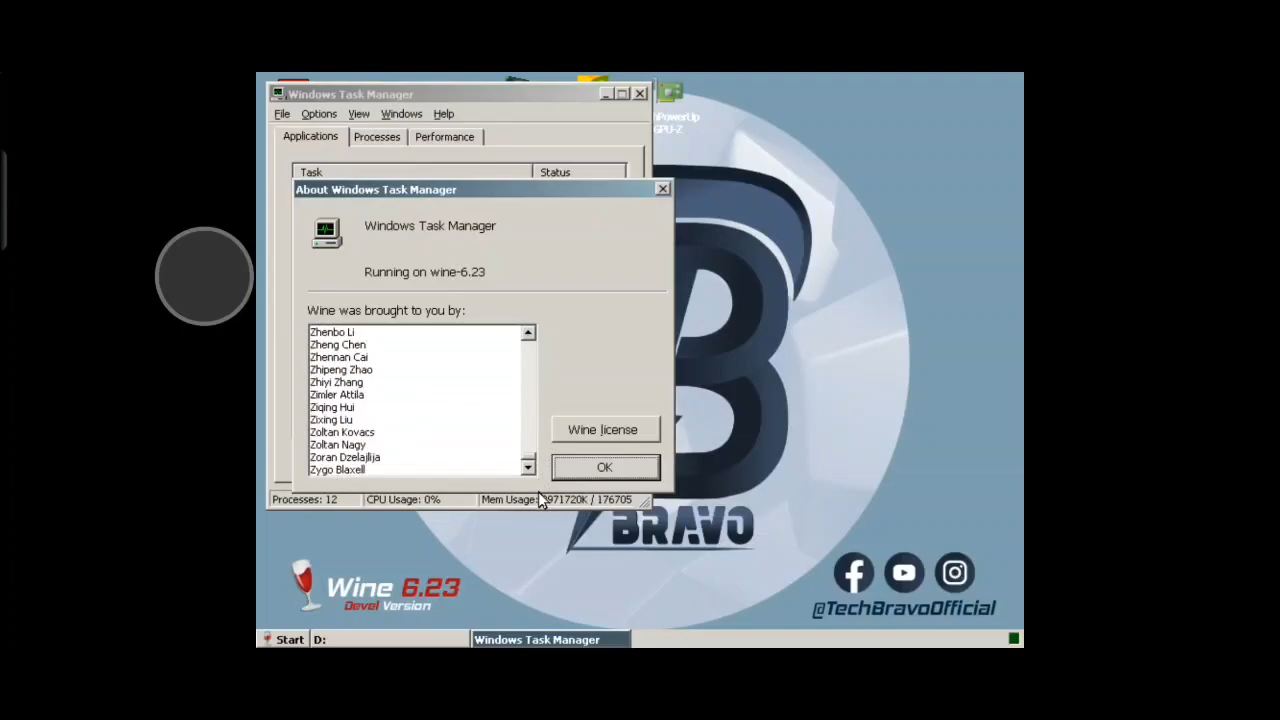 Windows Task Manager
File Options View Windows Help
Applications Processes Performance
Task Status
About Windows Task Manager
Windows Task Manager
Running on wine-6.23
Wine was brought to you by:
Zhenbo Li
Zheng Chen
Zhennan Cai
Zhipeng Zhao
Zhiyi Zhang
Zimler Attila
Ziqing Hui
Zixing Liu
Zoltan Kovacs
Zoltan Nagy
Zoran Dzelajlija
Zygo Blaxell
Wine license
OK
Processes: 12 CPU Usage: 0% Mem Usage: 971720K / 176705
GPU-Z
B
BRAVO
Wine 6.23
Devel Version
@TechBravoOfficial
Start D: Windows Task Manager